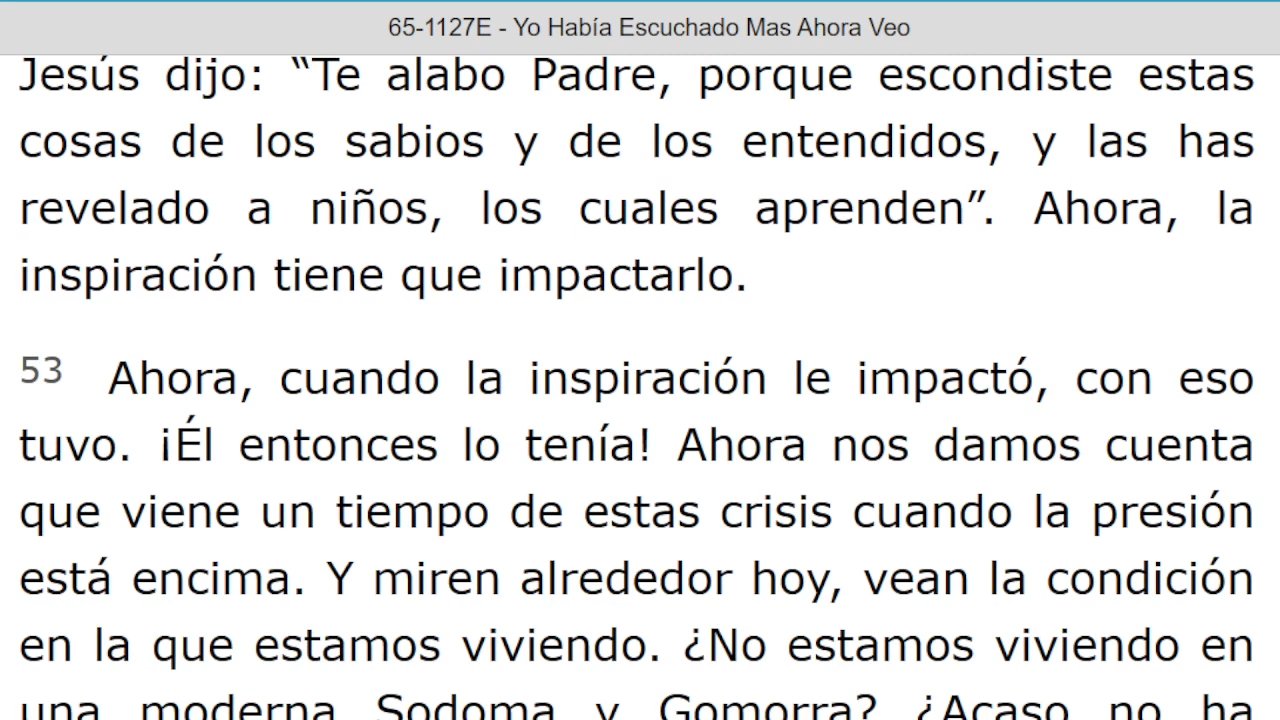 65-1127E - Yo Había Escuchado Mas Ahora Veo
Jesús dijo: “Te alabo Padre, porque escondiste estas
cosas de los sabios y de los entendidos, y las has
revelado a niños, los cuales aprenden”. Ahora, la
inspiración tiene que impactarlo.
53 Ahora, cuando la inspiración le impactó, con eso
tuvo. ¡Él entonces lo tenía! Ahora nos damos cuenta
que viene un tiempo de estas crisis cuando la presión
está encima. Y miren alrededor hoy, vean la condición
en la que estamos viviendo. ¿No estamos viviendo en
una moderna Sodoma y Gomorra? ¿Acaso no ha